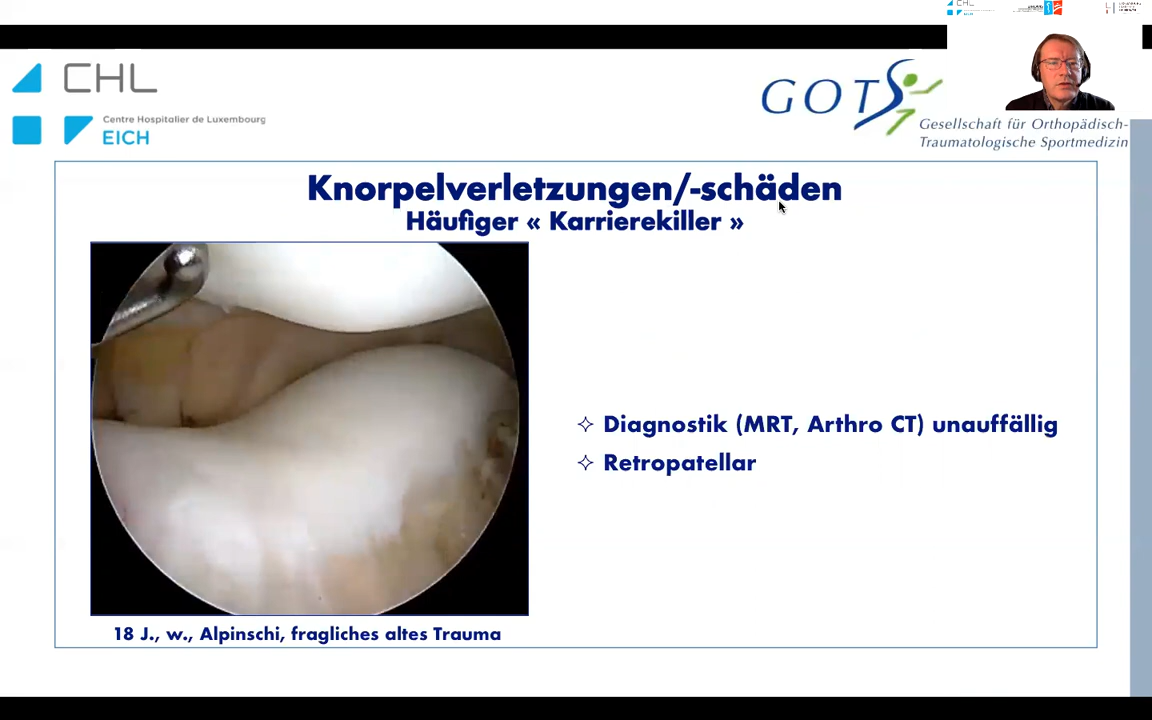 CHL
Centre Hospitalier de Luxembourg
EICH
GOTS
Gesellschaft für Orthopädisch-
Traumatologische Sportmedizin
Knorpelverletzungen/-schäden
Häufiger « Karrierekiller »
✧ Diagnostik (MRT, Arthro CT) unauffällig
✧ Retropatellar
18 J., w., Alpinschi, fragliches altes Trauma